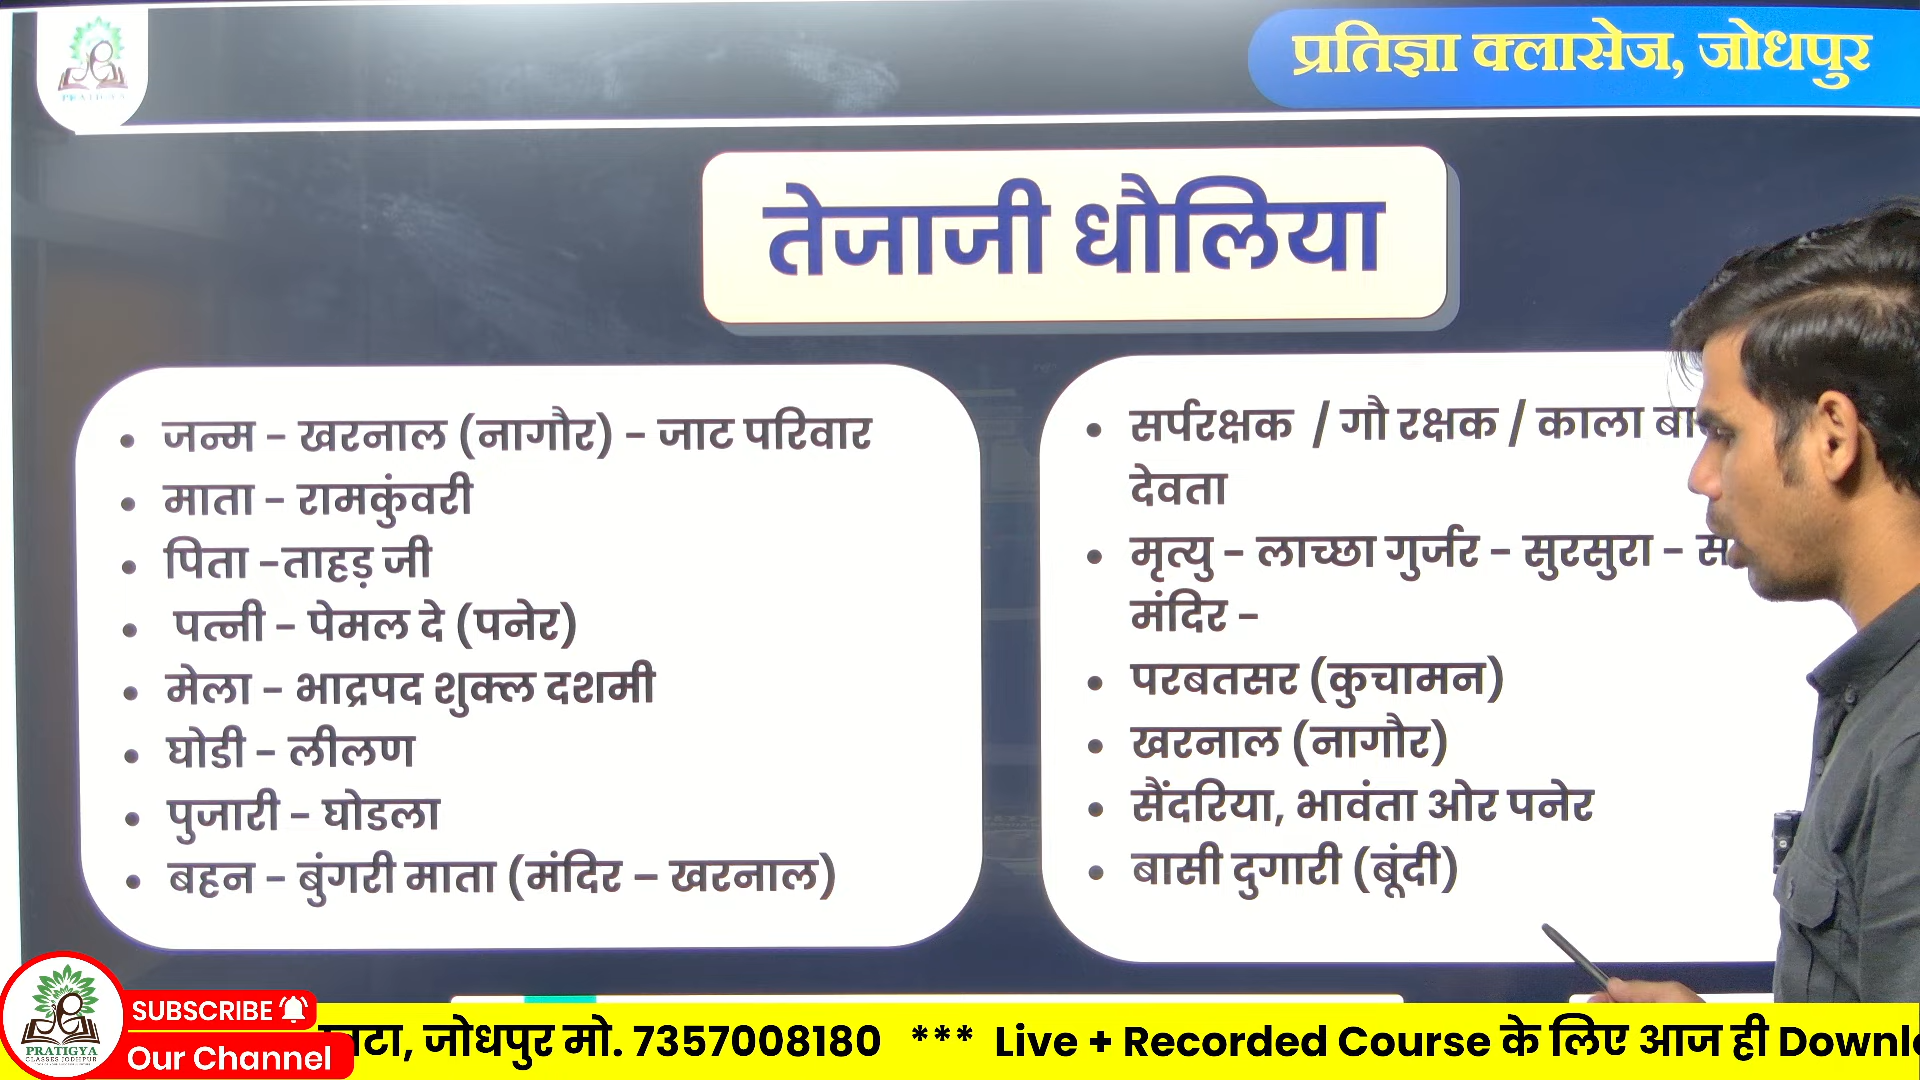 प्रतिज्ञा क्लासेज, जोधपुर
तेजाजी धौलिया
जन्म – खरनाल (नागौर) – जाट परिवार
माता – रामकुंवरी
पिता –ताहड़ जी
पत्नी – पेमल दे (पनेर)
मेला – भाद्रपद शुक्ल दशमी
घोडी – लीलण
पुजारी – घोडला
बहन – बुंगरी माता (मंदिर – खरनाल)
सर्परक्षक / गौ रक्षक / काला
देवता
मृत्यु – लाच्छा गुर्जर – सुरसुरा –
मंदिर –
परबतसर (कुचामन)
खरनाल (नागौर)
सैंदरिया, भावंता ओर पनेर
बासी दुगारी (बूंदी)
PRATIGYA
CLASSES JODHPUR
SUBSCRIBE
Our Channel
जोधपुर मो. 7357008180 *** Live + Recorded Course के लिए आज ही